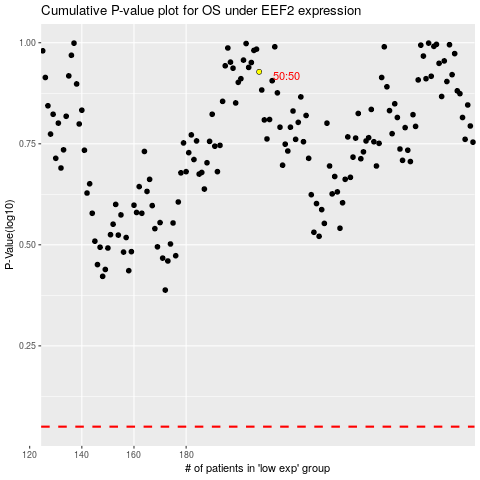 Cumulative P-value plot for OS under EEF2 expression
P-Value(log10)
1.00
0.75
0.50
0.25
50:50
120 140 160 180
# of patients in 'low exp' group